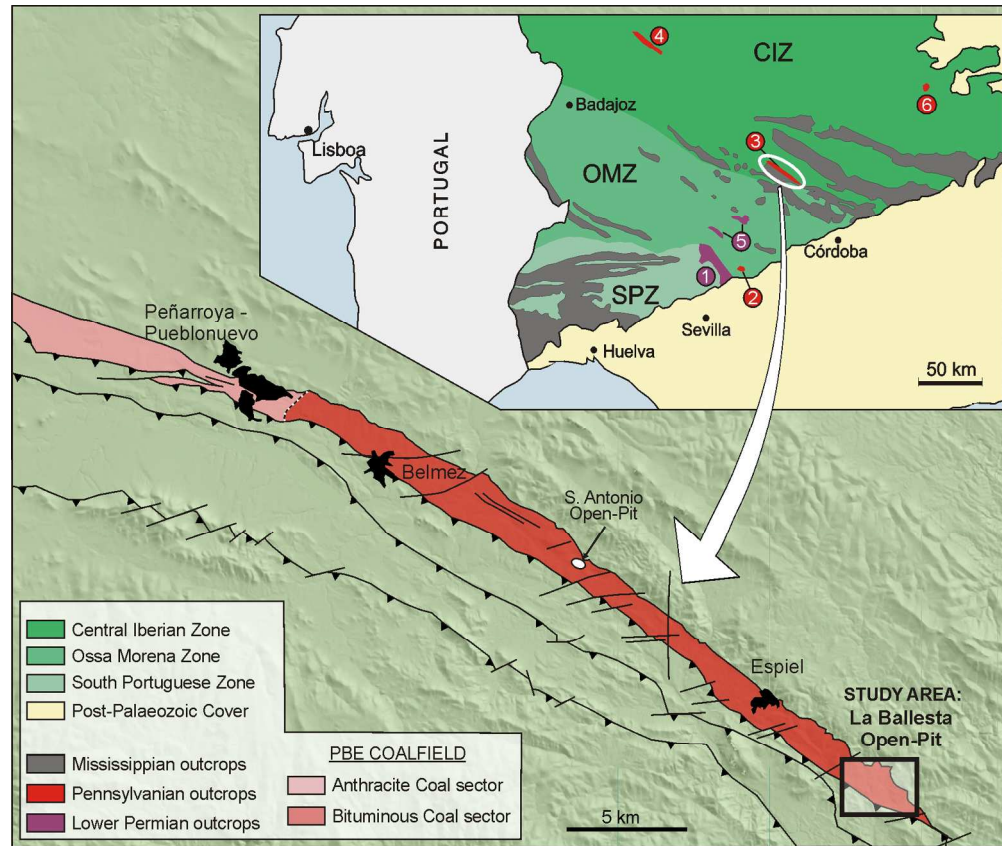 4
CIZ
6
Badajoz
Lisboa
3
PORTUGAL
OMZ
5
Córdoba
1
2
SPZ
Sevilla
Huelva
50 km
Peñarroya -
Pueblonuevo
Belmez
S. Antonio
Open-Pit
Espiel
STUDY AREA:
La Ballesta
Open-Pit
Central Iberian Zone
Ossa Morena Zone
South Portuguese Zone
Post-Palaeozoic Cover
Mississippian outcrops
Pennsylvanian outcrops
Lower Permian outcrops
PBE COALFIELD
Anthracite Coal sector
Bituminous Coal sector
5 km